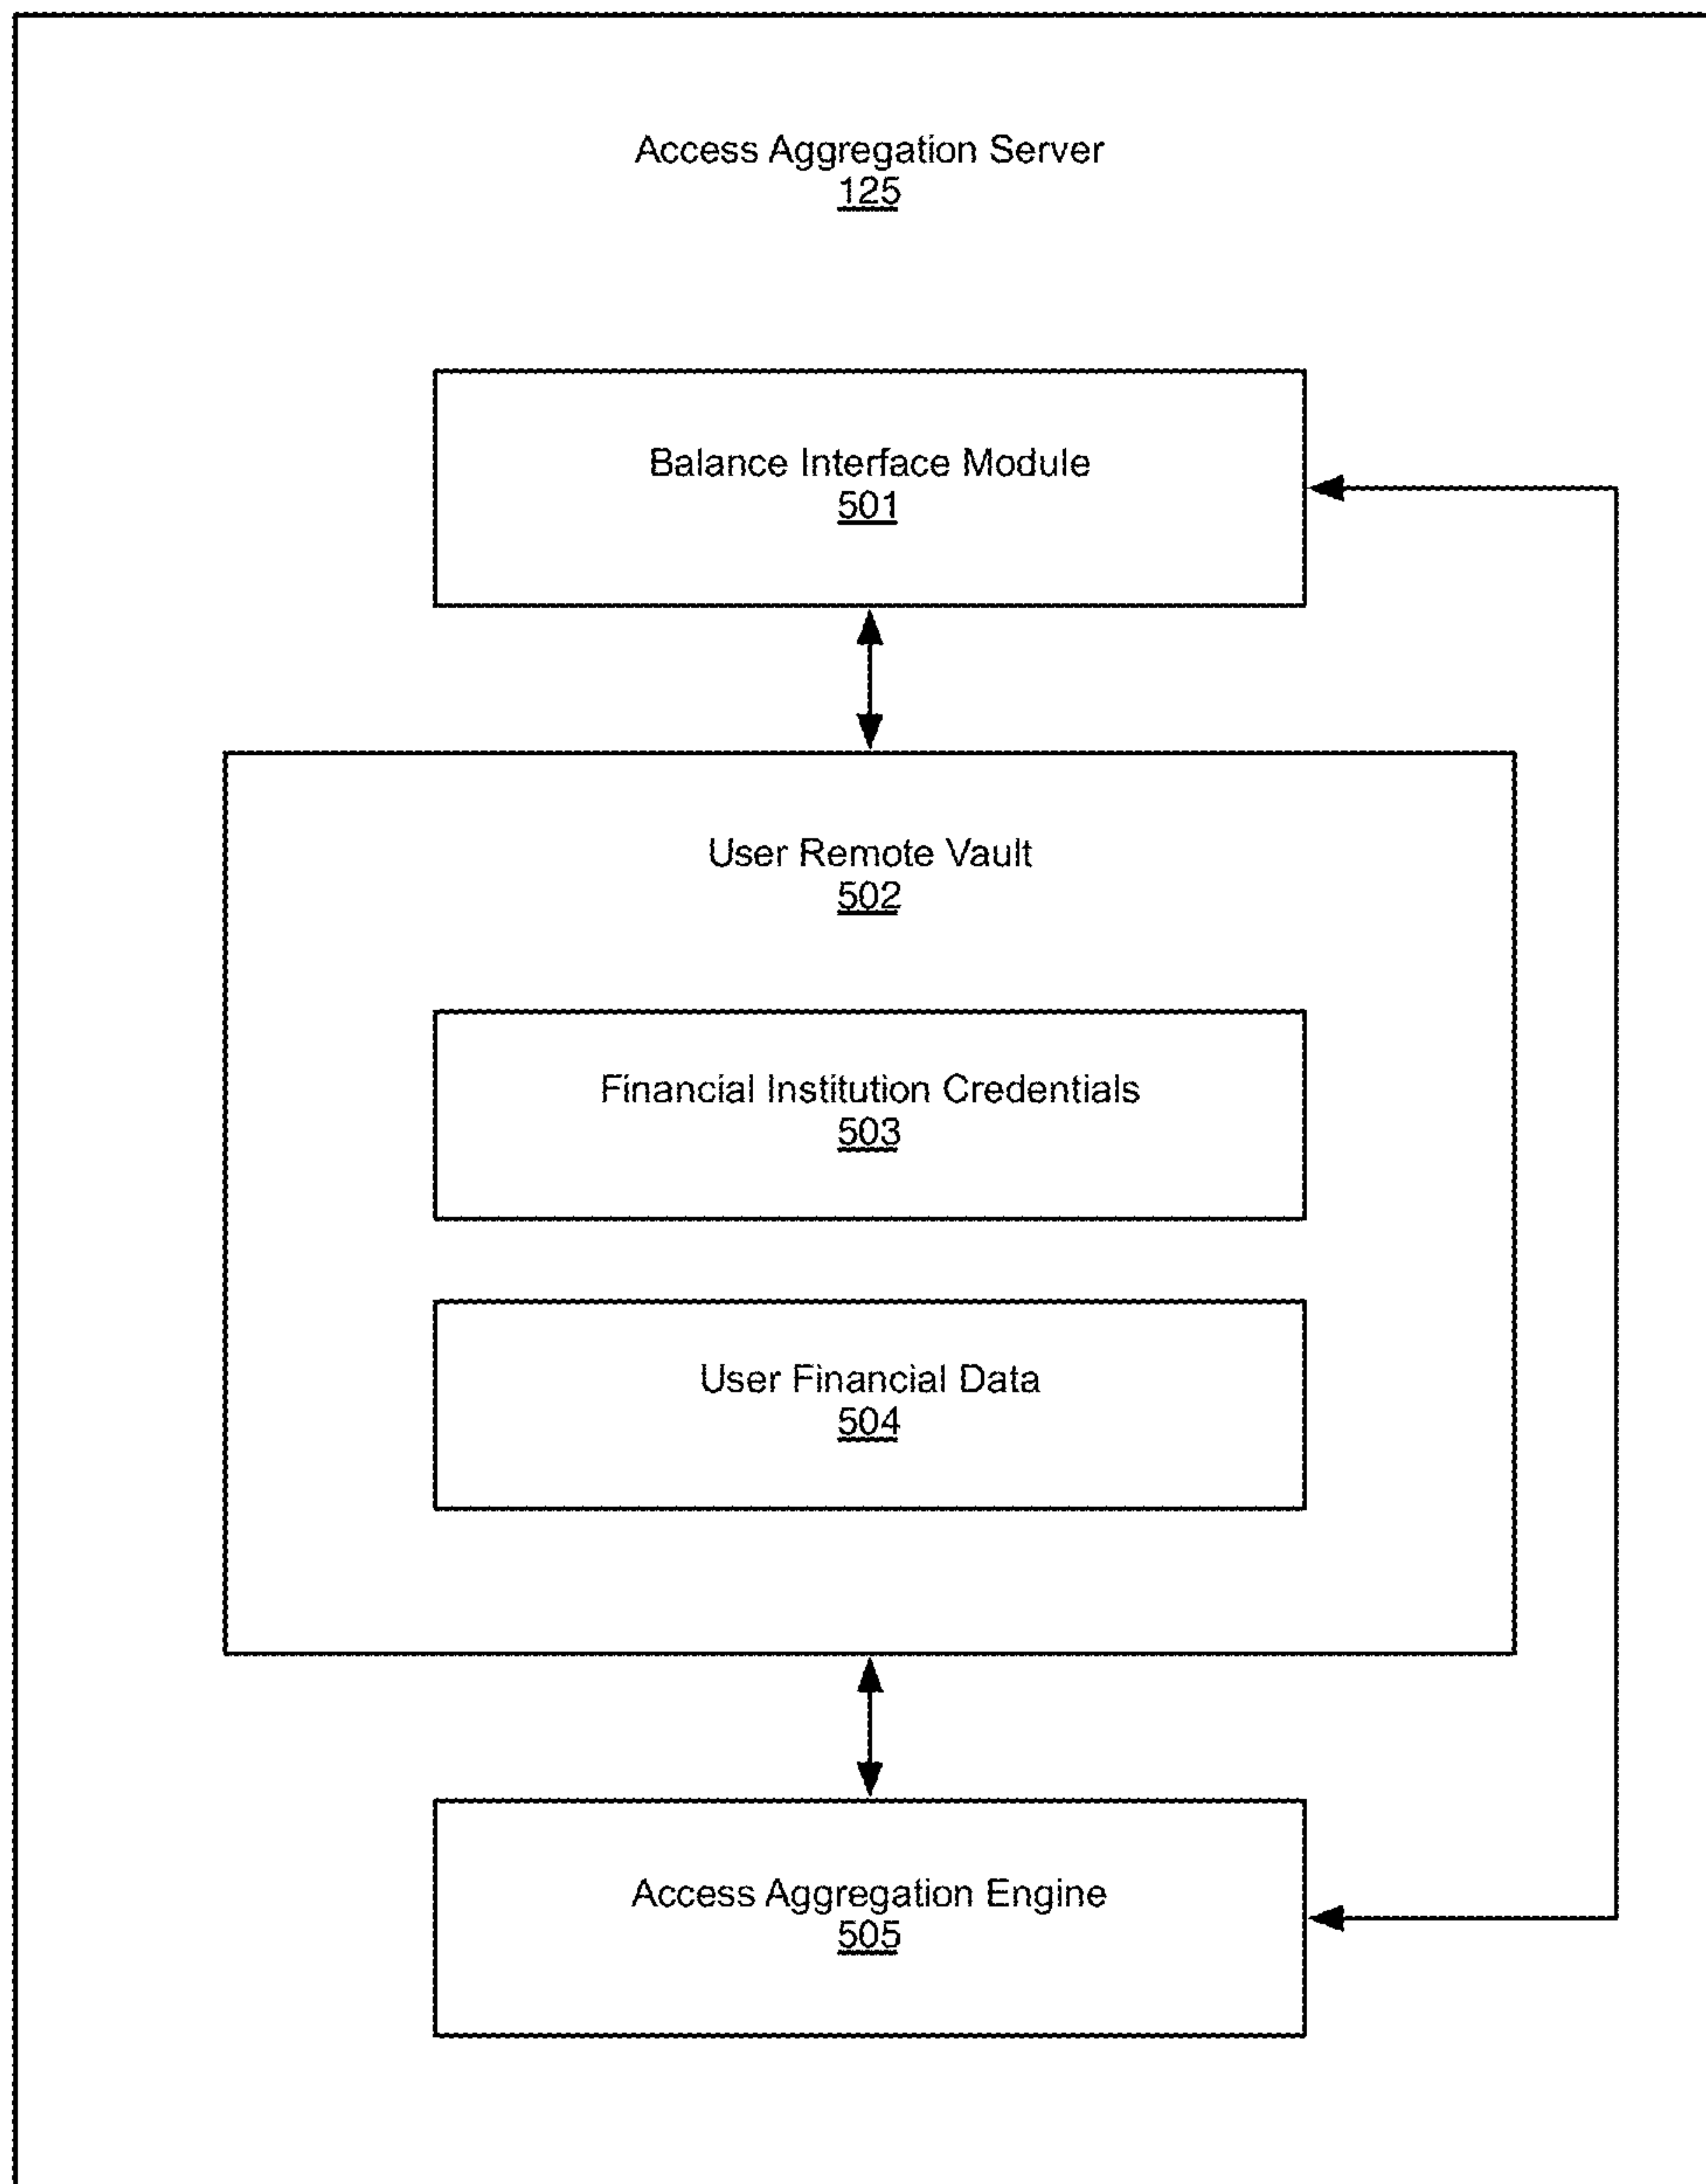 Access Aggregation Server
125
Balance Interface Module
501
User Remote Vault
502
Financial Institution Credentials
503
User Financial Data
504
Access Aggregation Engine
505